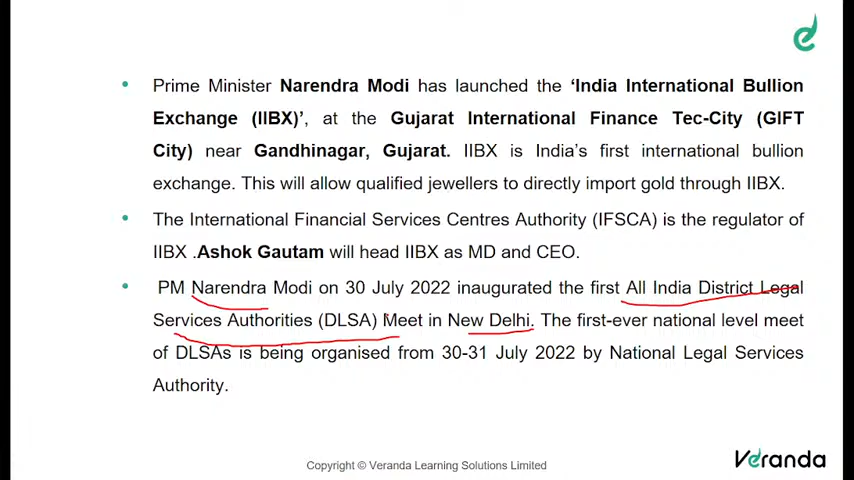 • Prime Minister Narendra Modi has launched the ‘India International Bullion
Exchange (IIBX)’, at the Gujarat International Finance Tec-City (GIFT
City) near Gandhinagar, Gujarat. IIBX is India’s first international bullion
exchange. This will allow qualified jewellers to directly import gold through IIBX.
• The International Financial Services Centres Authority (IFSCA) is the regulator of
IIBX .Ashok Gautam will head IIBX as MD and CEO.
• PM Narendra Modi on 30 July 2022 inaugurated the first All India District Legal
Services Authorities (DLSA) Meet in New Delhi. The first-ever national level meet
of DLSAs is being organised from 30-31 July 2022 by National Legal Services
Authority.
Copyright © Veranda Learning Solutions Limited
Veranda